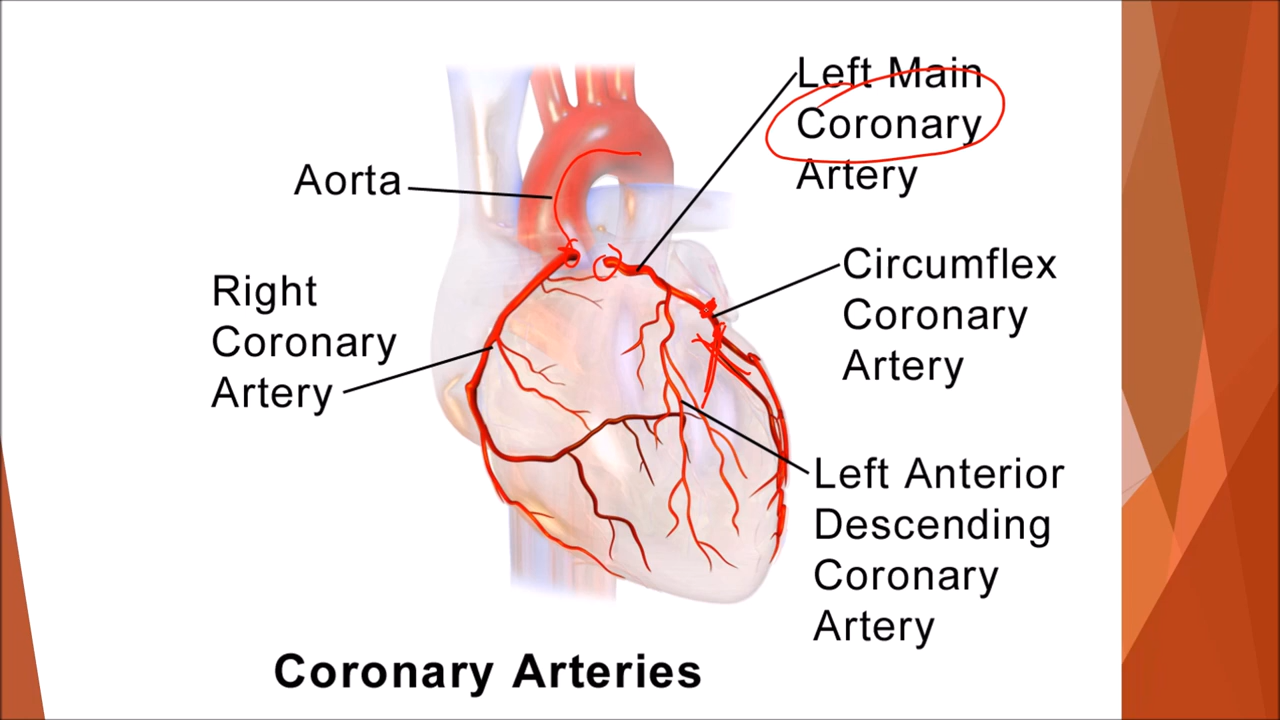 Left Main
Coronary
Artery
Aorta
Circumflex
Coronary
Artery
Right
Coronary
Artery
Left Anterior
Descending
Coronary
Artery
Coronary Arteries